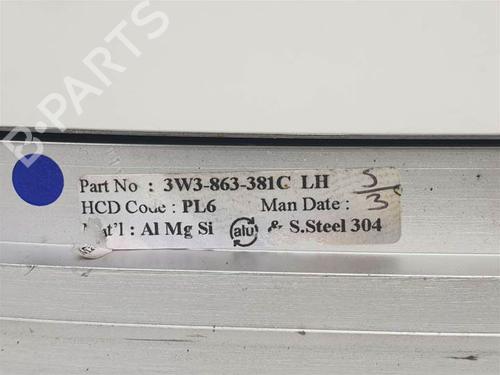 B-PARTS
Part No : 3W3-863-381C LH
HCD Code : PL6 Man Date : 5/3
Mat'l : Al Mg Si alu & S.Steel 304